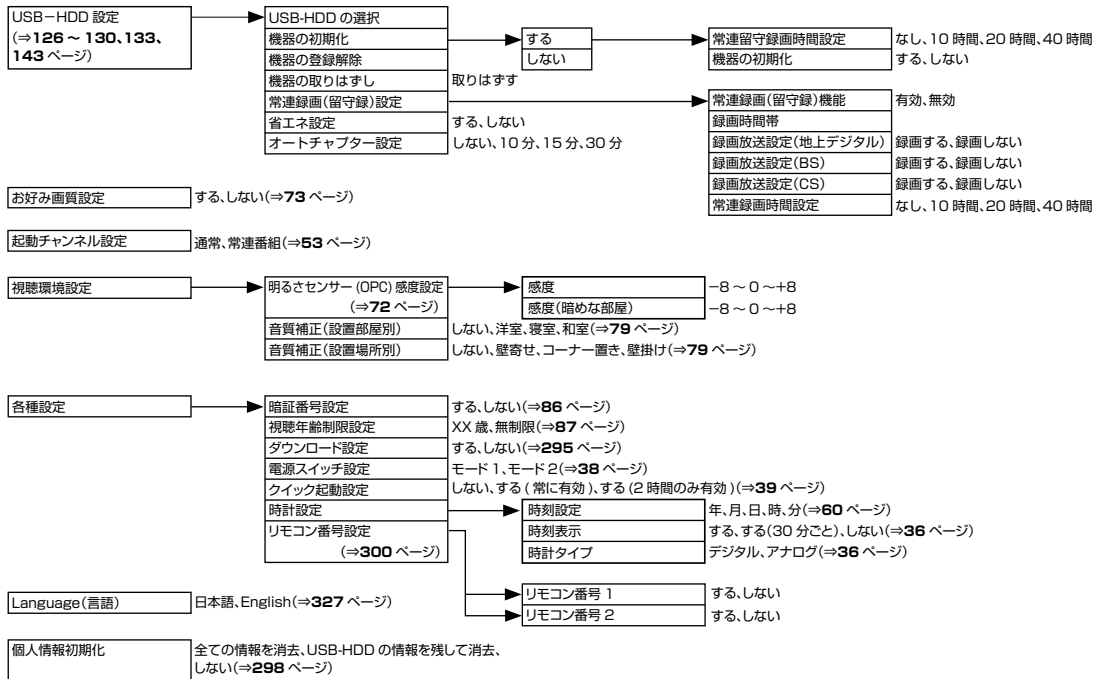 USB－HDD 設定
(⇒126 ～ 130、133、
143 ページ)
USB-HDD の選択
機器の初期化
機器の登録解除
機器の取りはずし
取りはずす
常連録画(留守録)設定
省エネ設定
する、しない
オートチャプター設定
しない、10 分、15 分、30 分
する
しない
常連留守録画時間設定
なし、10 時間、20 時間、40 時間
機器の初期化
する、しない
常連録画(留守録)機能
有効、無効
録画時間帯
録画放送設定(地上デジタル)
録画する、録画しない
録画放送設定(BS)
録画する、録画しない
録画放送設定(CS)
録画する、録画しない
常連録画時間設定
なし、10 時間、20 時間、40 時間
お好み画質設定
する、しない(⇒73 ページ)
起動チャンネル設定
通常、常連番組(⇒53 ページ)
視聴環境設定
明るさセンサー (OPC) 感度設定
(⇒72 ページ)
感度
−8 ～ 0 ～+8
感度(暗めな部屋)
−8 ～ 0 ～+8
音質補正(設置部屋別)
しない、洋室、寝室、和室(⇒79 ページ)
音質補正(設置場所別)
しない、壁寄せ、コーナー置き、壁掛け(⇒79 ページ)
各種設定
暗証番号設定
する、しない(⇒86 ページ)
視聴年齢制限設定
XX 歳、無制限(⇒87 ページ)
ダウンロード設定
する、しない(⇒295 ページ)
電源スイッチ設定
モード 1、モード 2(⇒38 ページ)
クイック起動設定
しない、する ( 常に有効 )、する (2 時間のみ有効 )(⇒39 ページ)
時計設定
時刻設定
年、月、日、時、分(⇒60 ページ)
時刻表示
する、する(30 分ごと)、しない(⇒36 ページ)
時計タイプ
デジタル、アナログ(⇒36 ページ)
リモコン番号設定
(⇒300 ページ)
リモコン番号 1
する、しない
リモコン番号 2
する、しない
Language(言語)
日本語、English(⇒327 ページ)
個人情報初期化
全ての情報を消去、USB-HDD の情報を残して消去、
しない(⇒298 ページ)